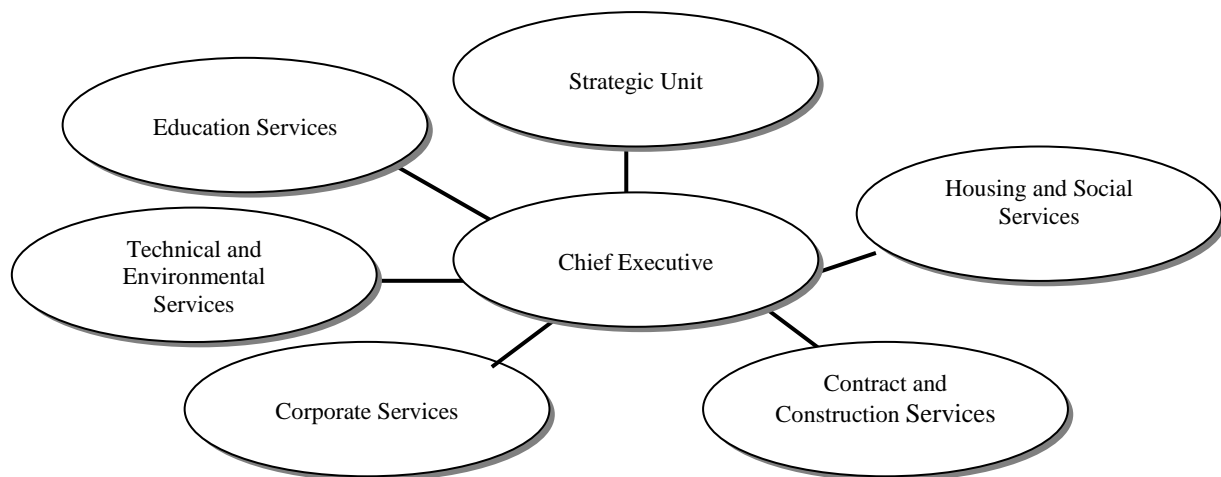 Strategic Unit
Education Services
Housing and Social
Services
Technical and
Environmental
Services
Chief Executive
Corporate Services
Contract and
Construction Services